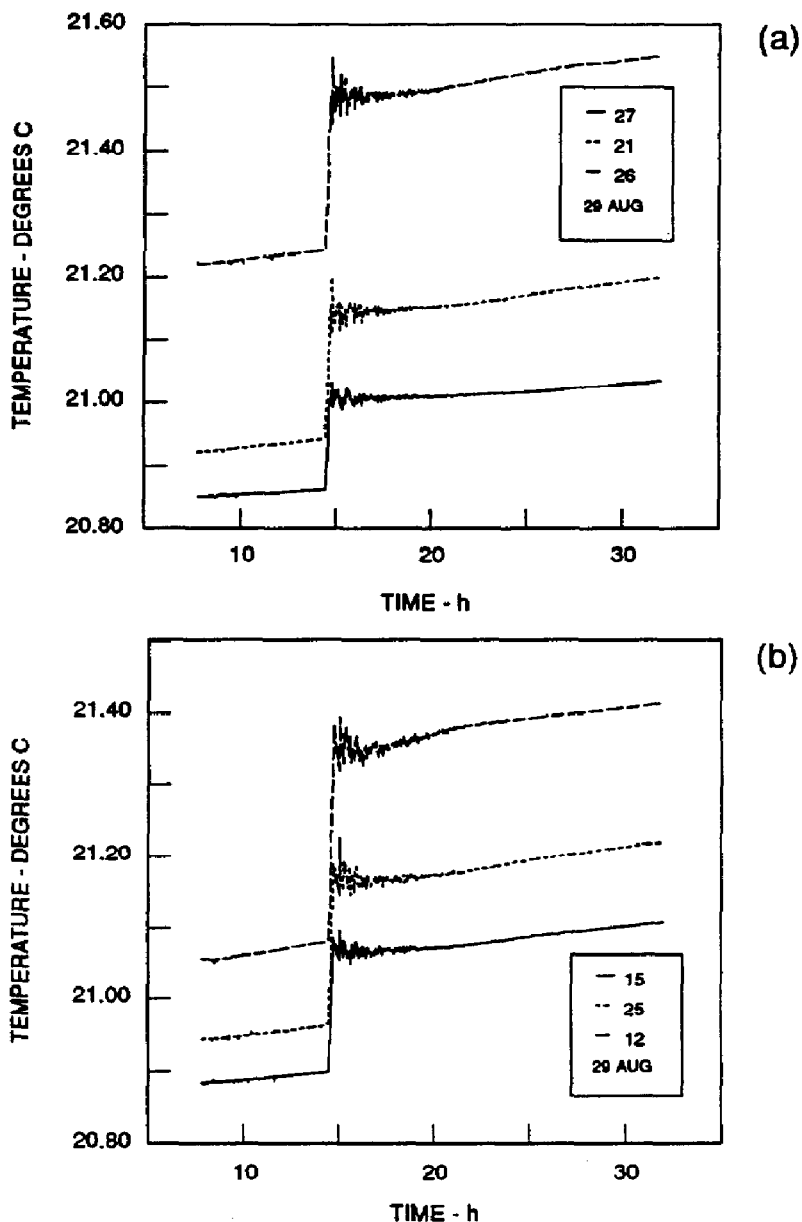 (a)
21.60
21.40
21.20
21.00
20.80
TEMPERATURE - DEGREES C
27
21
26
29 AUG
10
20
30
TIME - h
(b)
21.40
21.20
21.00
20.80
TEMPERATURE - DEGREES C
15
25
12
29 AUG
10
20
30
TIME - h